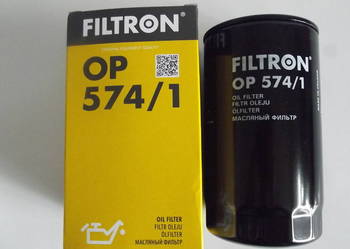 FILTRON
OP
574/1
OIL FILTER
FILTR OLEJU
ÖLFILTER
МАСЛЯНЫЙ ФИЛЬТР
FILTRON
OP 574/1
OIL FILTER
FILTR OLEJU
ÖLFILTER
МАСЛЯНЫЙ ФИЛЬТР